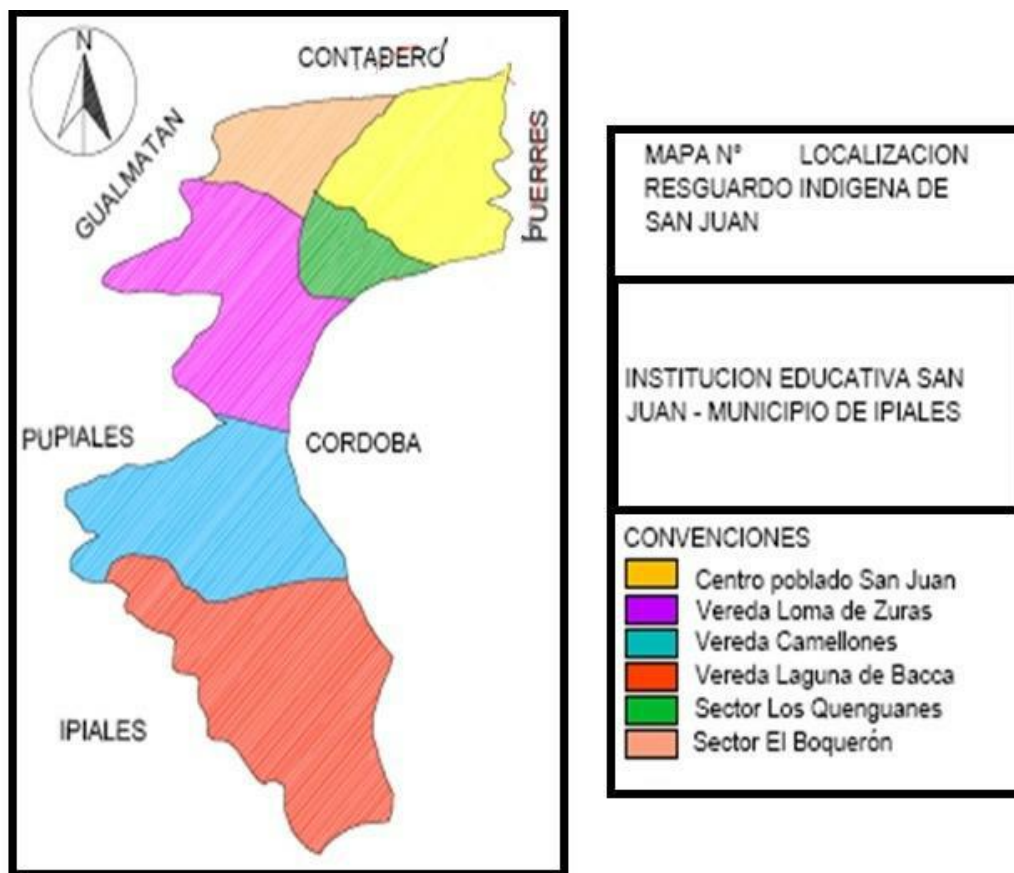 N
CONTADERO
GUALMATAN
PUERRES
PUPIALES
CORDOBA
IPIALES
MAPA Nº LOCALIZACION
RESGUARDO INDIGENA DE
SAN JUAN
INSTITUCION EDUCATIVA SAN
JUAN - MUNICIPIO DE IPIALES
CONVENCIONES
Centro poblado San Juan
Vereda Loma de Zuras
Vereda Camellones
Vereda Laguna de Bacca
Sector Los Quenguanes
Sector El Boquerón